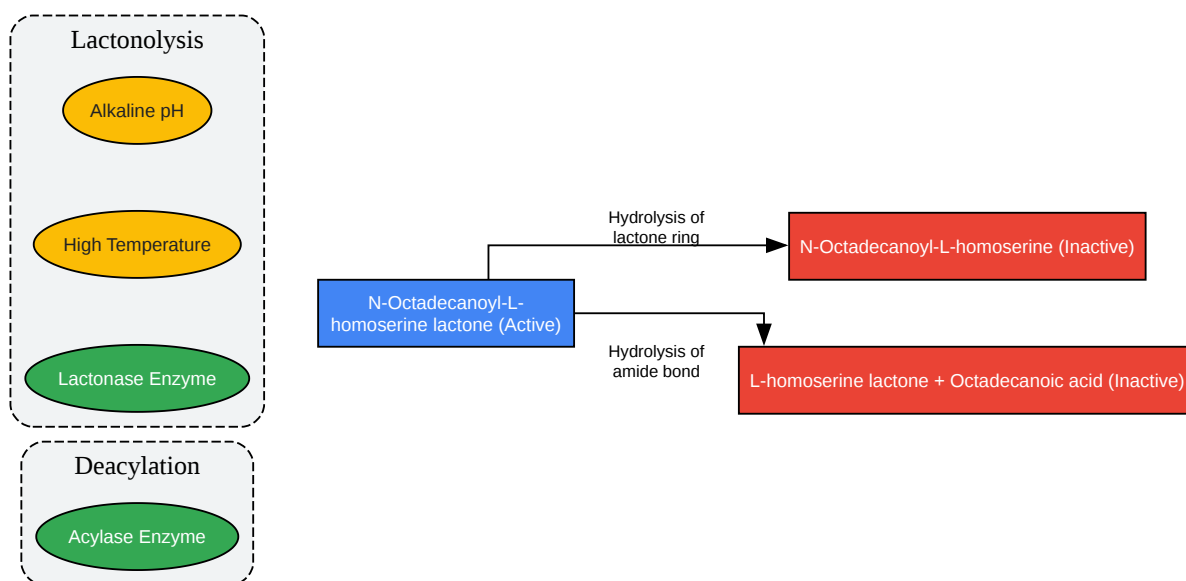 Lactonolysis
Alkaline pH
High Temperature
Lactonase Enzyme
Deacylation
Acylase Enzyme
Hydrolysis of
lactone ring
N-Octadecanoyl-L-homoserine (Inactive)
N-Octadecanoyl-L-
homoserine lactone (Active)
Hydrolysis of
amide bond
L-homoserine lactone + Octadecanoic acid (Inactive)